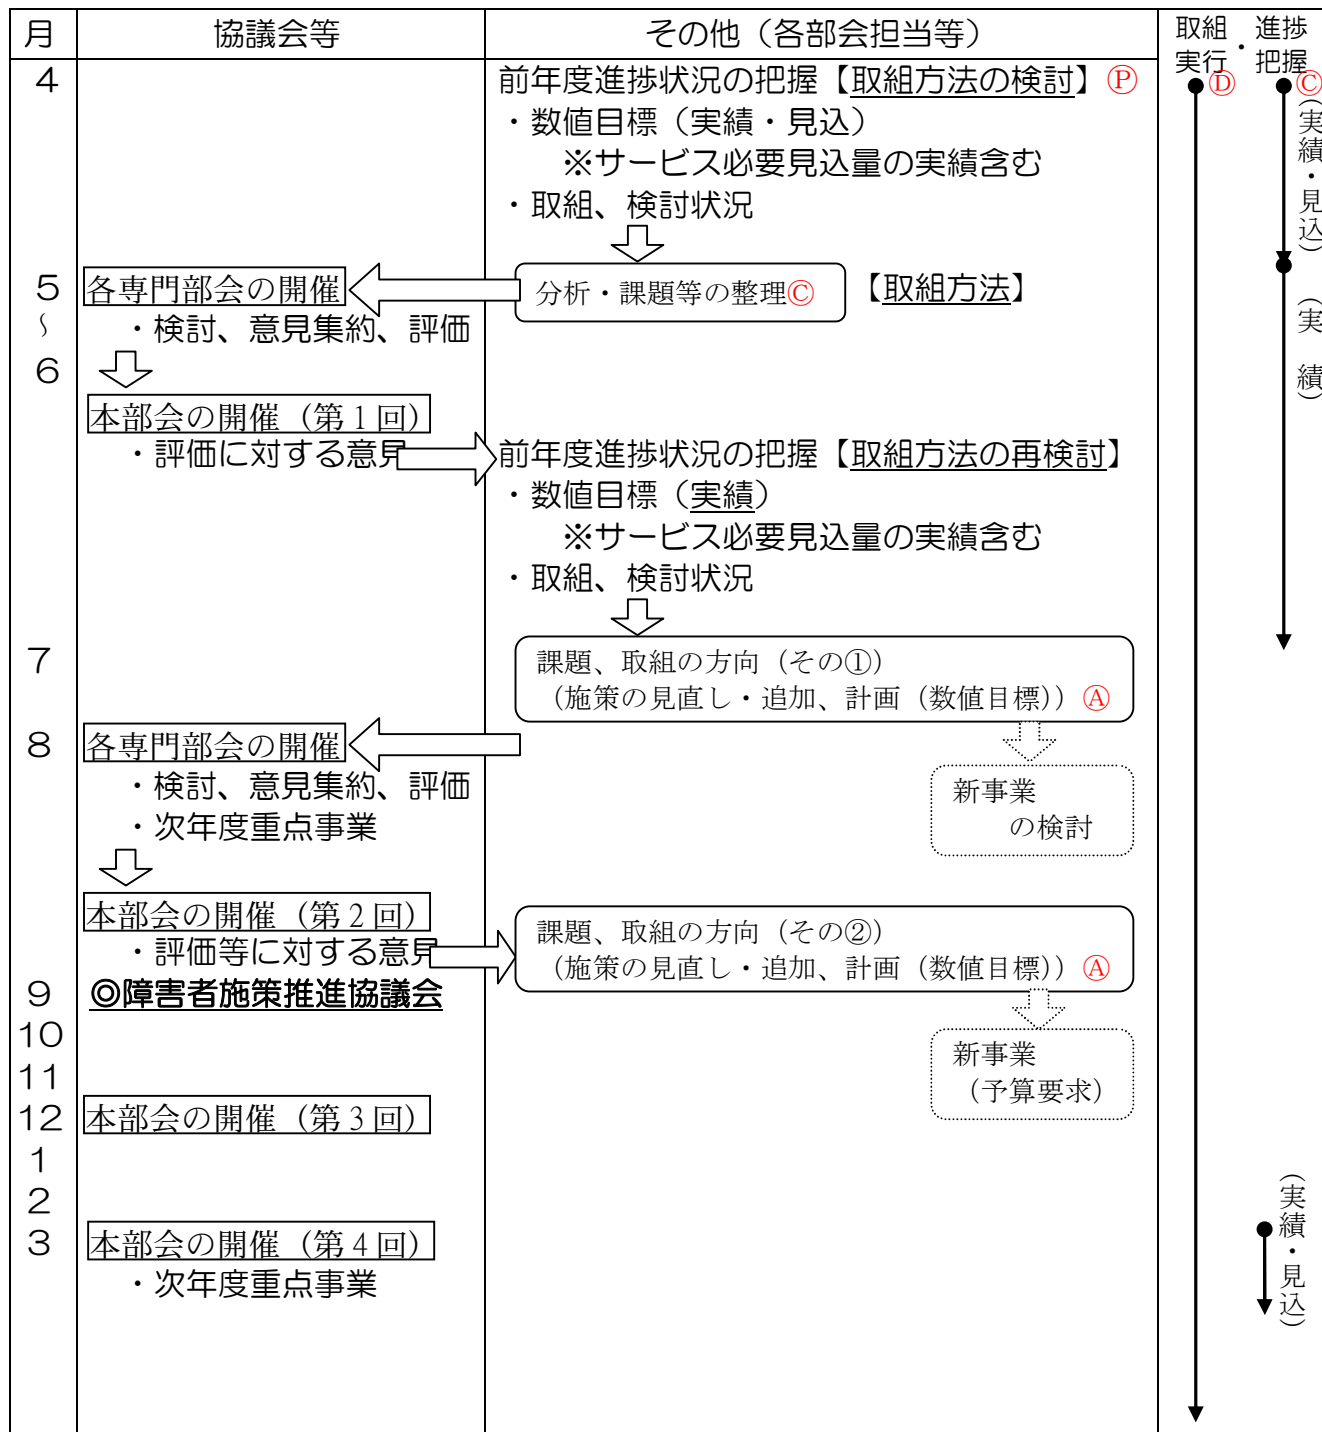 月
協議会等
その他（各部会担当等）
取組　進捗
実行・把握
4
前年度進捗状況の把握【取組方法の検討】Ⓟ
Ⓓ
Ⓒ
・数値目標（実績・見込）
※サービス必要見込量の実績含む
・取組、検討状況
（実績・見込）
5
各専門部会の開催
分析・課題等の整理Ⓒ
【取組方法】
～
・検討、意見集約、評価
（実　績）
6
本部会の開催（第１回）
・評価に対する意見
前年度進捗状況の把握【取組方法の再検討】
・数値目標（実績）
※サービス必要見込量の実績含む
・取組、検討状況
7
課題、取組の方向（その①）
（施策の見直し・追加、計画（数値目標））Ⓐ
8
各専門部会の開催
・検討、意見集約、評価
・次年度重点事業
新事業
の検討
本部会の開催（第２回）
・評価等に対する意見
課題、取組の方向（その②）
（施策の見直し・追加、計画（数値目標））Ⓐ
9
◎障害者施策推進協議会
10
11
新事業
（予算要求）
12
本部会の開催（第３回）
1
2
3
本部会の開催（第４回）
・次年度重点事業
（実績・見込）